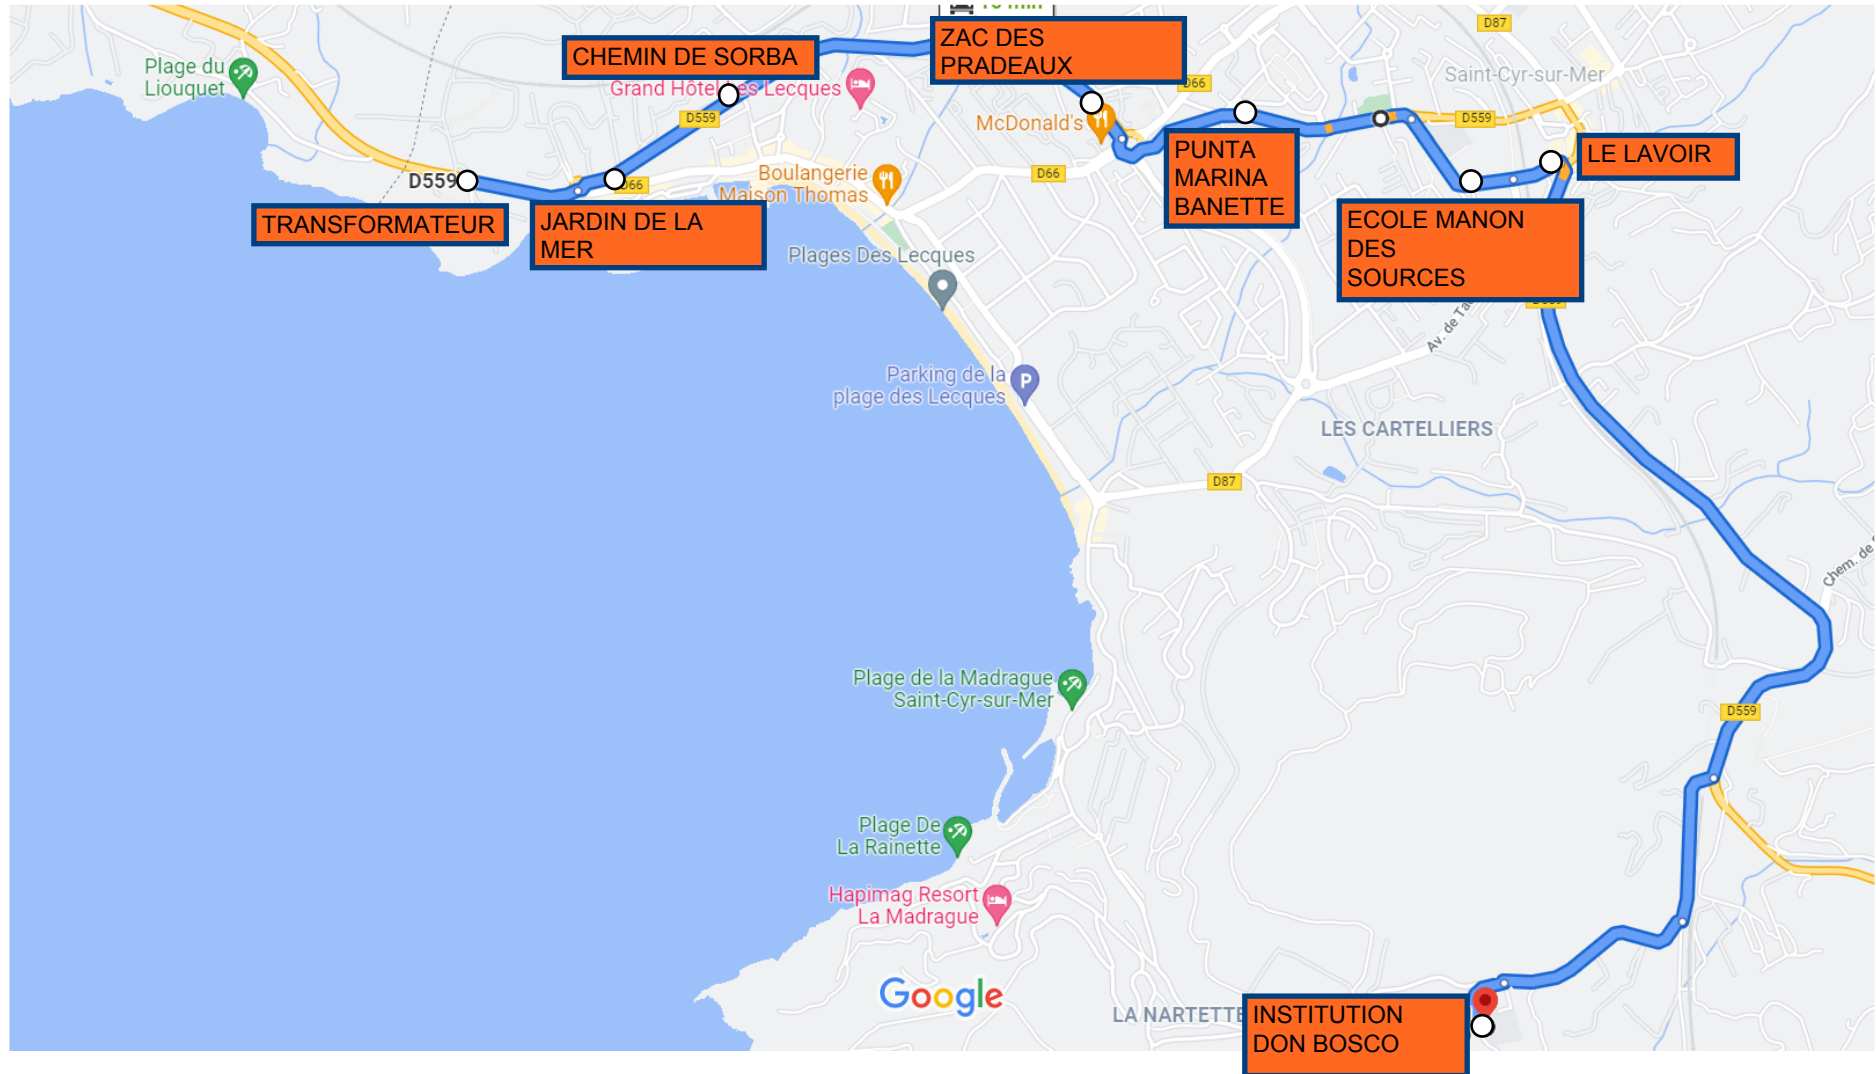 D87
ZAC DES
PRADEAUX
CHEMIN DE SORBA
Plage du
Liouquet
Saint-Cyr-sur-Mer
D66
Grand Hôtel des Lecques
D559
McDonald's
D559
PUNTA
MARINA
BANETTE
LE LAVOIR
Boulangerie
Maison Thomas
D66
D559
D66
TRANSFORMATEUR
JARDIN DE LA
MER
ECOLE MANON
DES
SOURCES
Plages Des Lecques
Av. de
Parking de la
plage des Lecques
LES CARTELLIERS
D87
Chem. de
Plage de la Madrague
Saint-Cyr-sur-Mer
D559
Plage De
La Rainette
Hapimag Resort
La Madrague
Google
LA NARTETTE
INSTITUTION
DON BOSCO